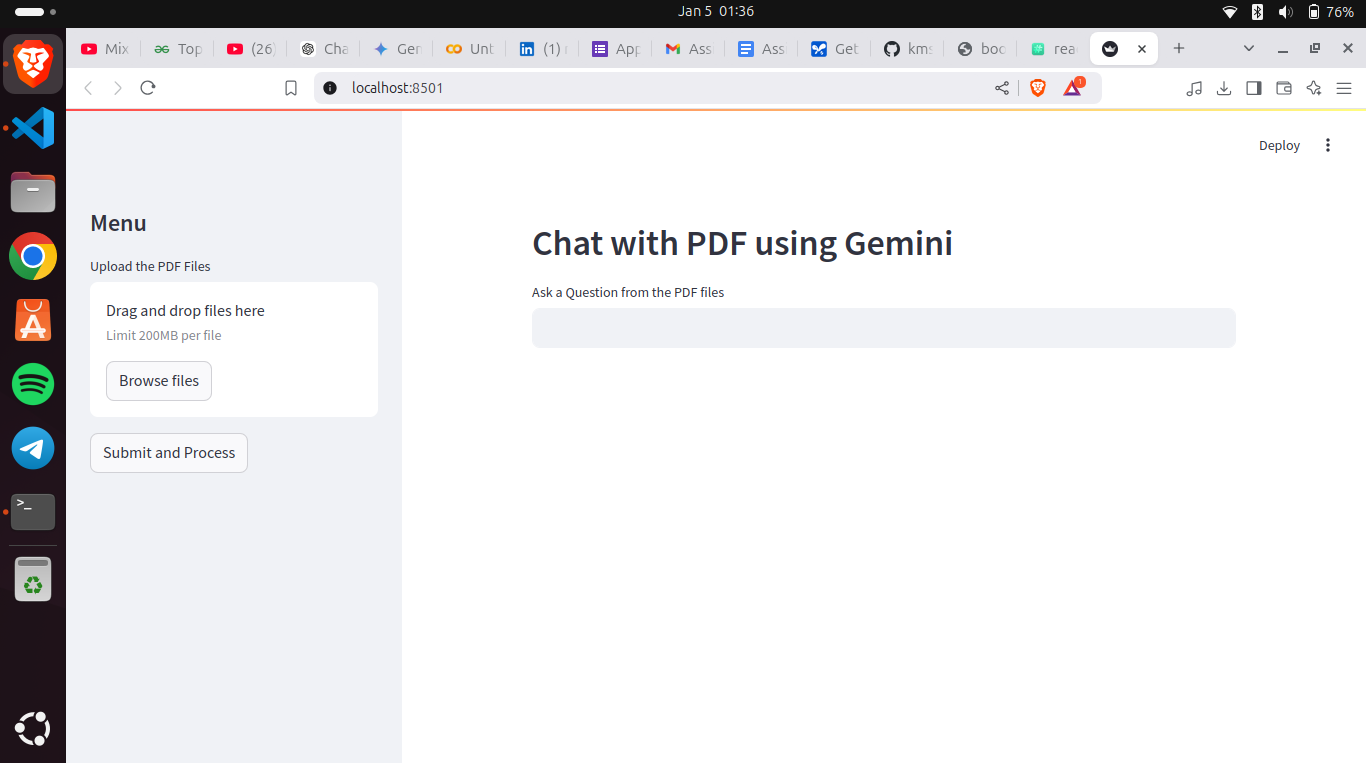 Jan 5 01:36
76%
Mix
Top
(26)
Cha
Gen
Unt
(1)
App
Ass
Ass
Get
kms
boo
rea
localhost:8501
1
Deploy
Menu
Chat with PDF using Gemini
Upload the PDF Files
Ask a Question from the PDF files
Drag and drop files here
Limit 200MB per file
Browse files
Submit and Process